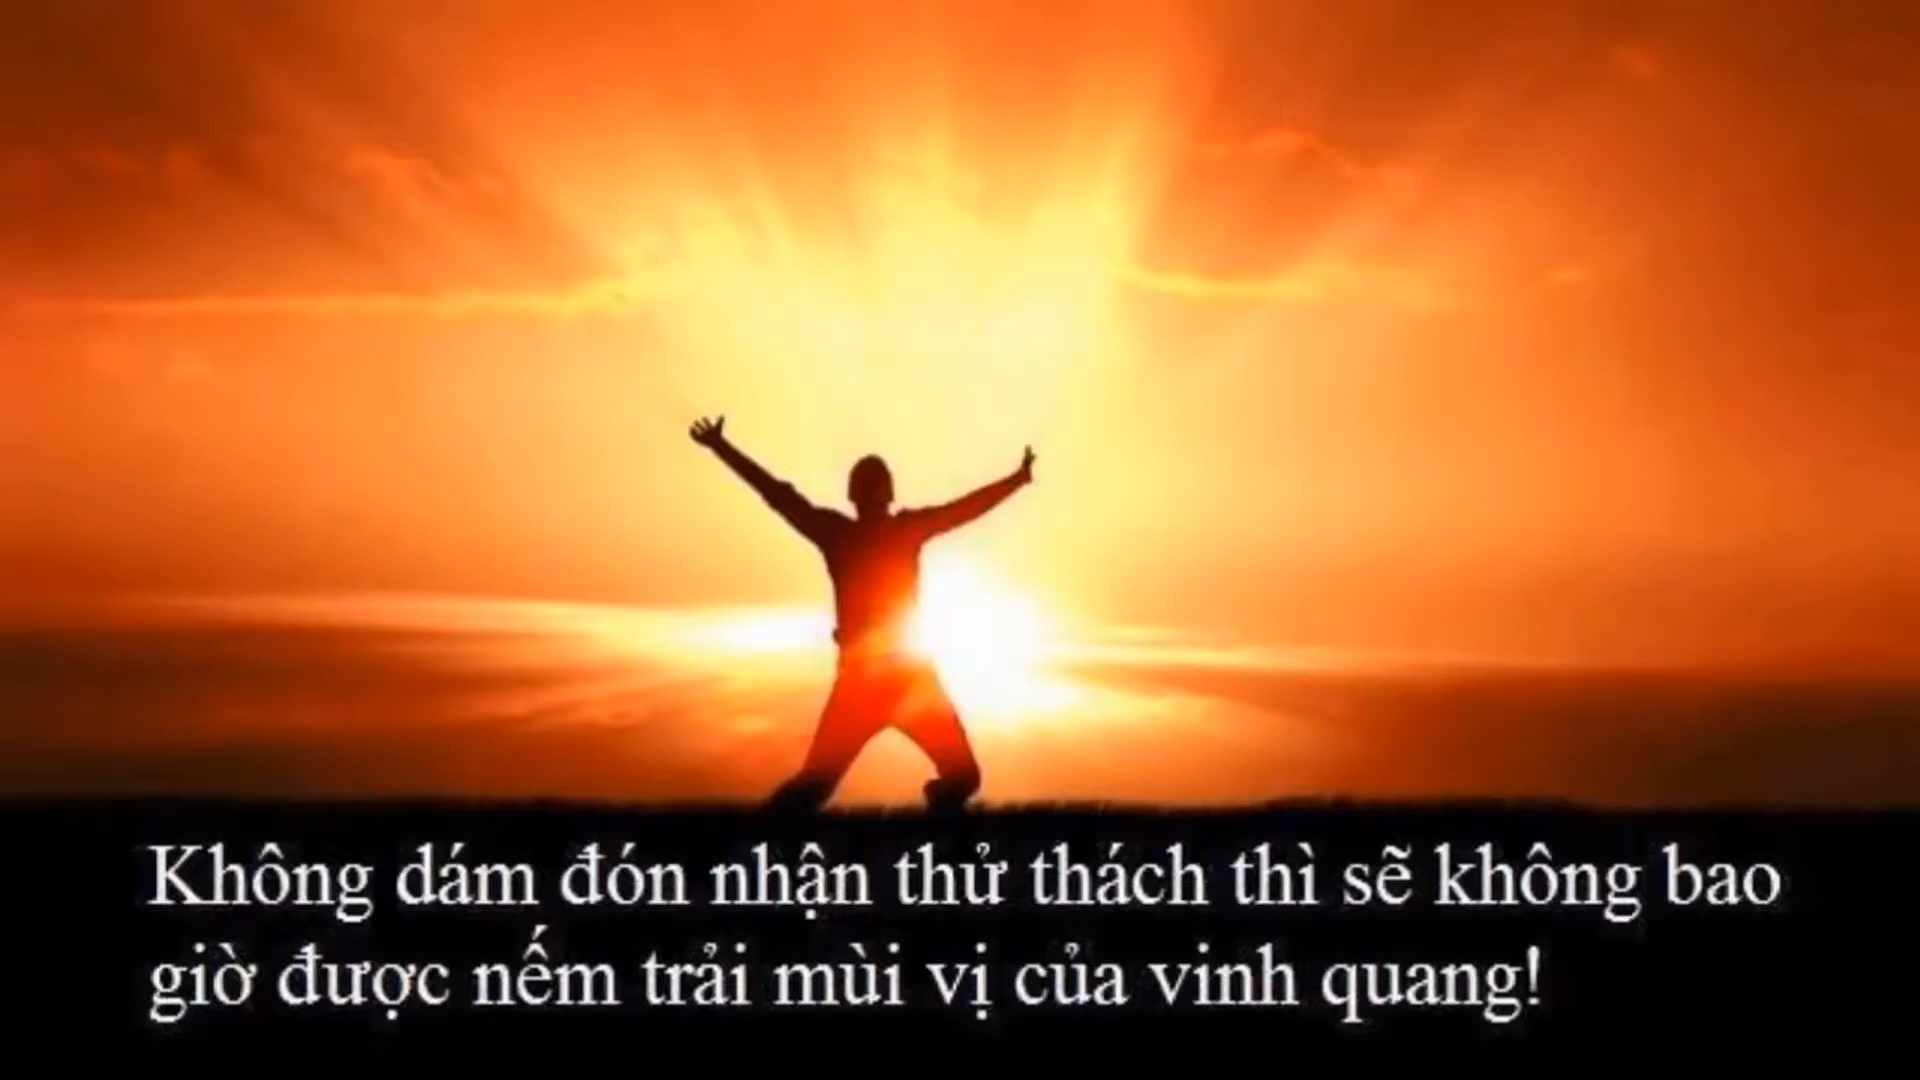 Không dám đón nhận thử thách thì sẽ không bao
giờ được nếm trải mùi vị của vinh quang!